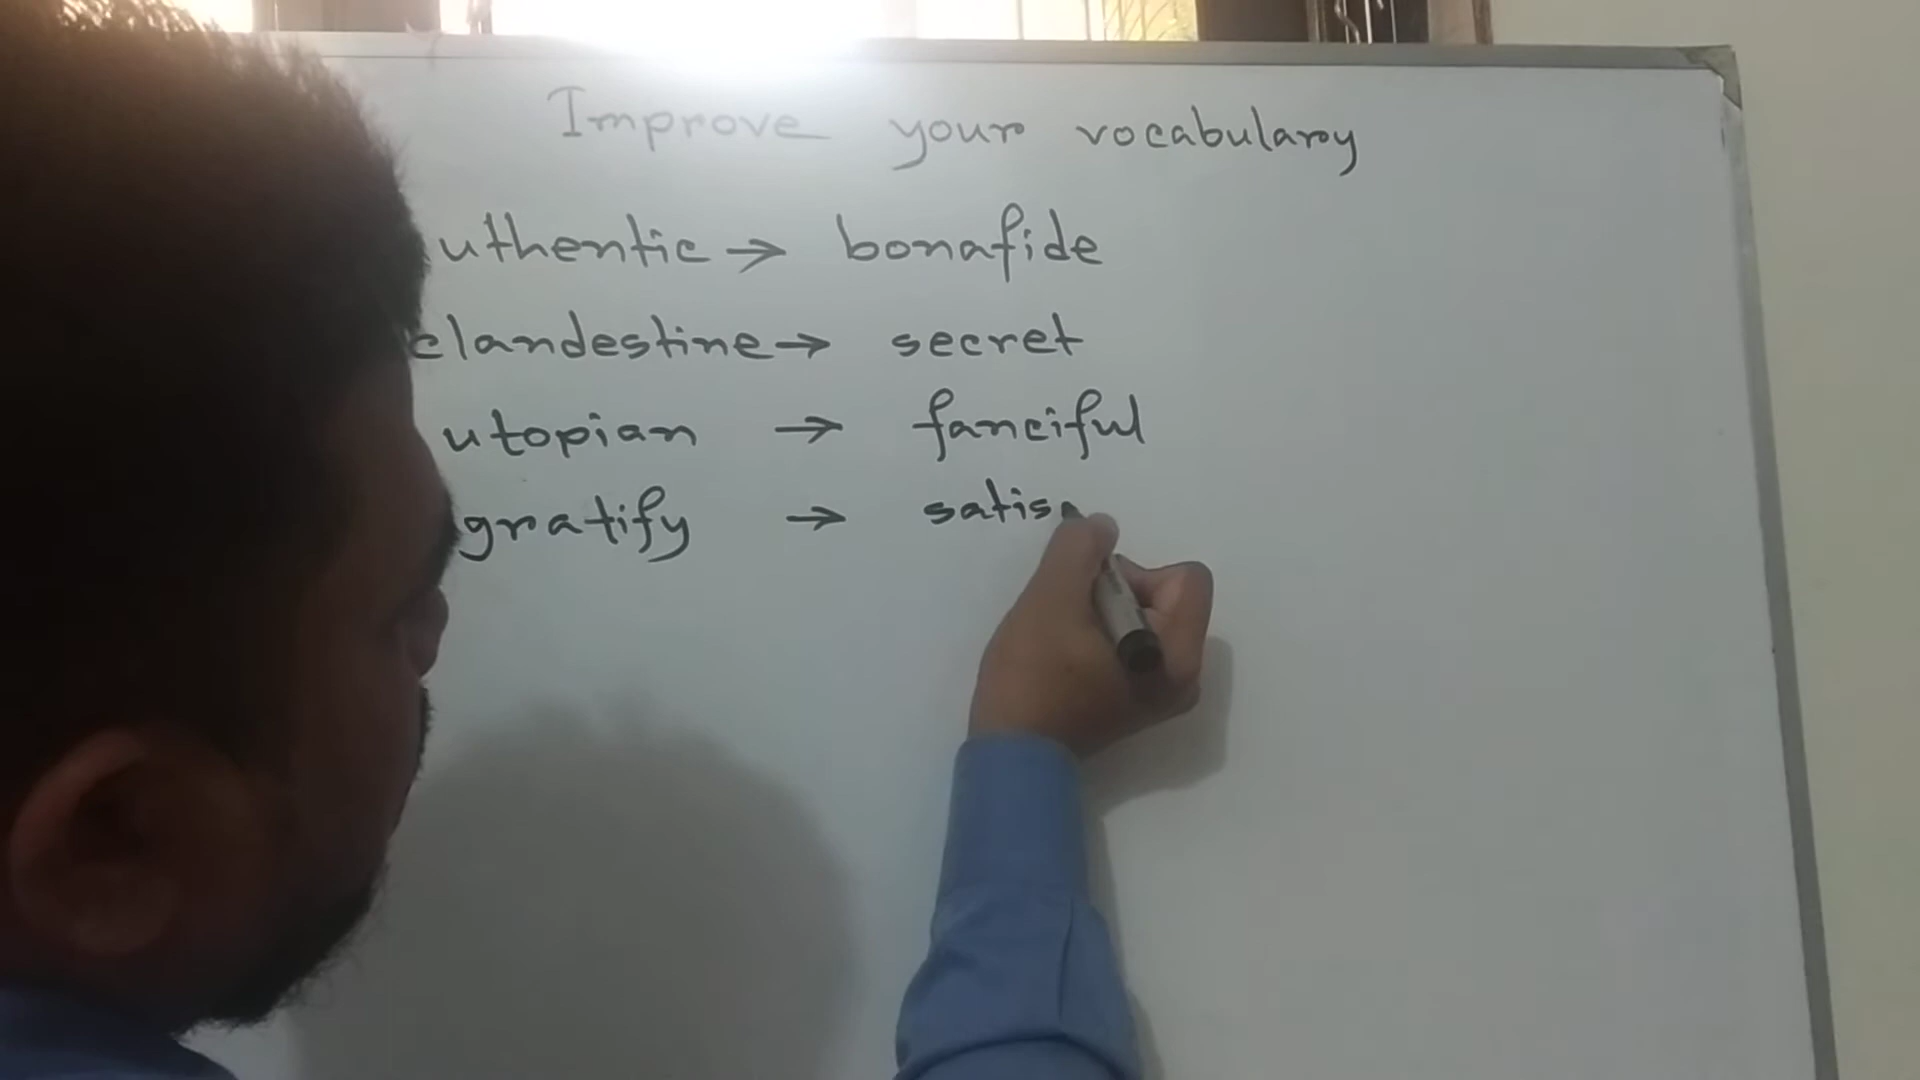 Improve your vocabulary
uthentic → bonafide
clandestine → secret
utopian → fanciful
gratify → satis